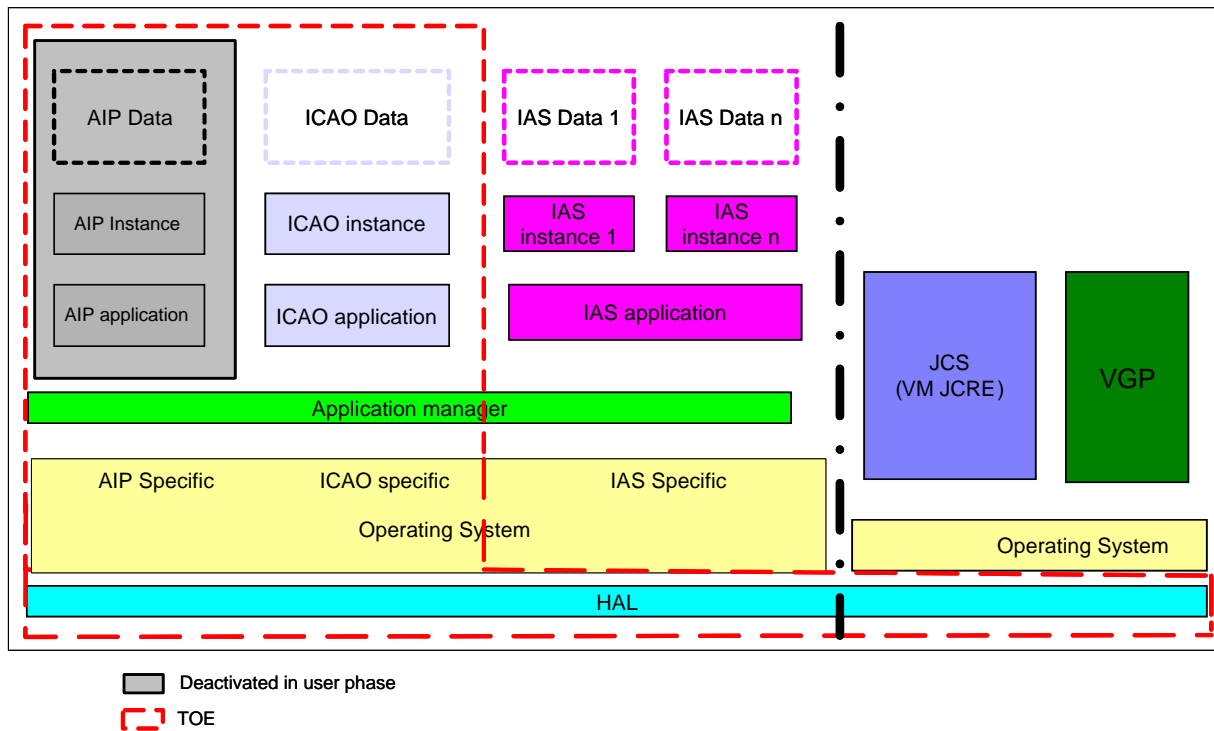 AIP Data
ICAO Data
IAS Data 1
IAS Data n
AIP Instance
ICAO instance
IAS
instance 1
IAS
instance n
AIP application
ICAO application
IAS application
JCS
(VM JCRE)
VGP
Application manager
AIP Specific
ICAO specific
IAS Specific
Operating System
Operating System
HAL
Deactivated in user phase
TOE